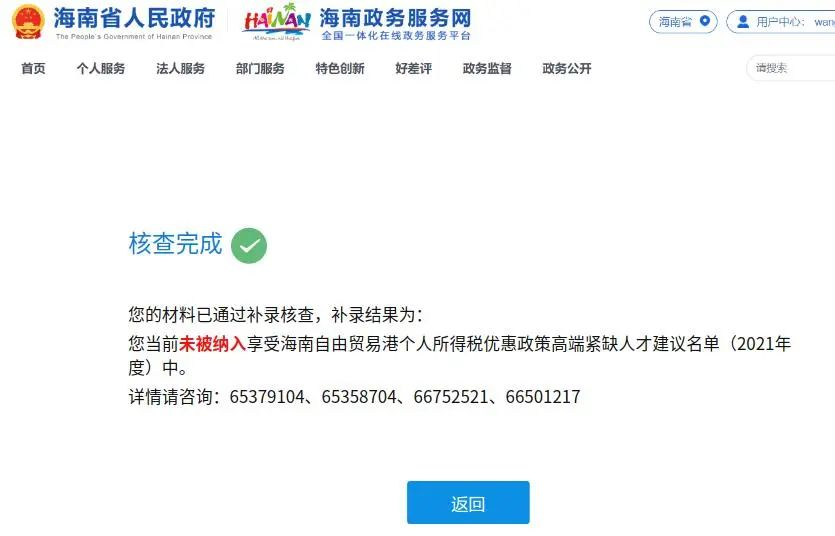 海南省人民政府
The People's Government of Hainan Province
HAINAN
海南政务服务网
全国一体化在线政务服务平台
海南省
用户中心： wan
首页 个人服务 法人服务 部门服务 特色创新 好差评 政务监督 政务公开
请搜索
核查完成
您的材料已通过补录核查，补录结果为：
您当前未被纳入享受海南自由贸易港个人所得税优惠政策高端紧缺人才建议名单（2021年
度）中。
详情请咨询：65379104、65358704、66752521、66501217
返回